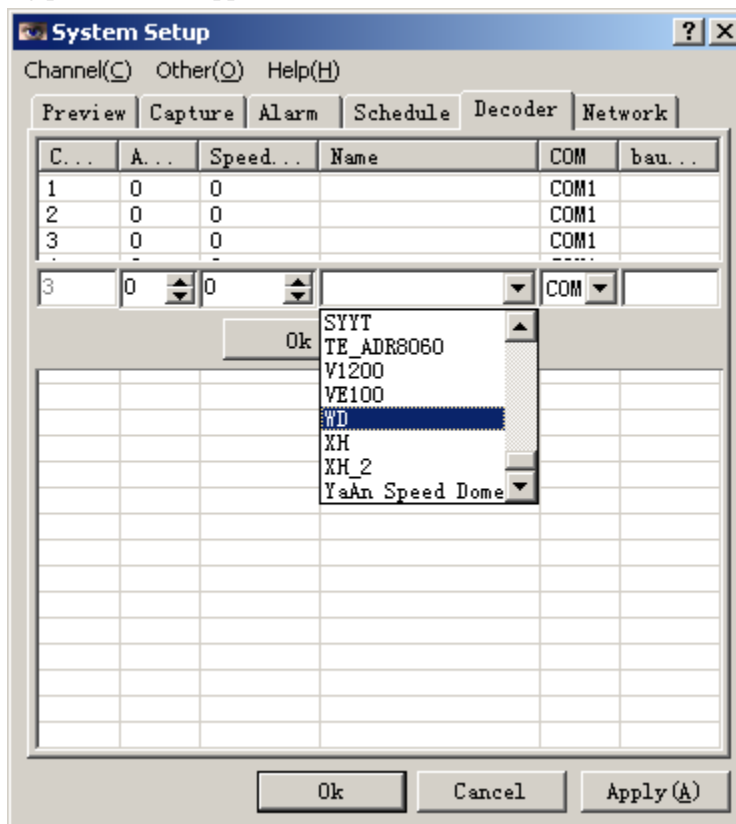 System Setup
Channel(C) Other(O) Help(H)
Preview Capture Alarm Schedule Decoder Network
C... A... Speed... Name COM bau...
1 0 0 COM1
2 0 0 COM1
3 0 0 COM1
3 0 0 COM
Ok
SYYT
TE_ADR8060
V1200
VE100
WD
XH
XH_2
YaAn Speed Dome
Ok Cancel Apply(A)